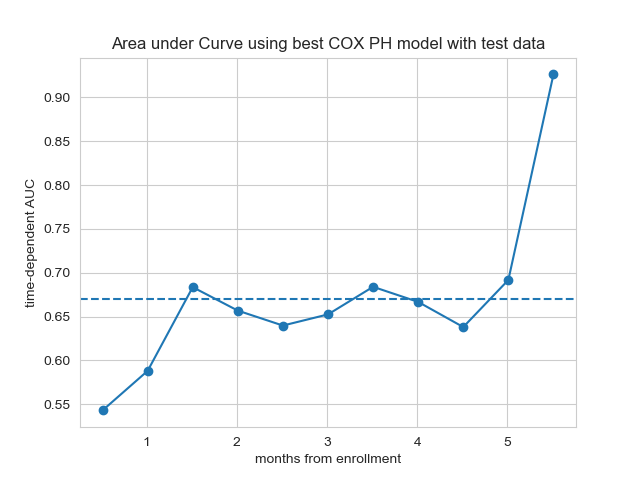 Area under Curve using best COX PH model with test data
time-dependent AUC
0.90
0.85
0.80
0.75
0.70
0.65
0.60
0.55
1 2 3 4 5
months from enrollment